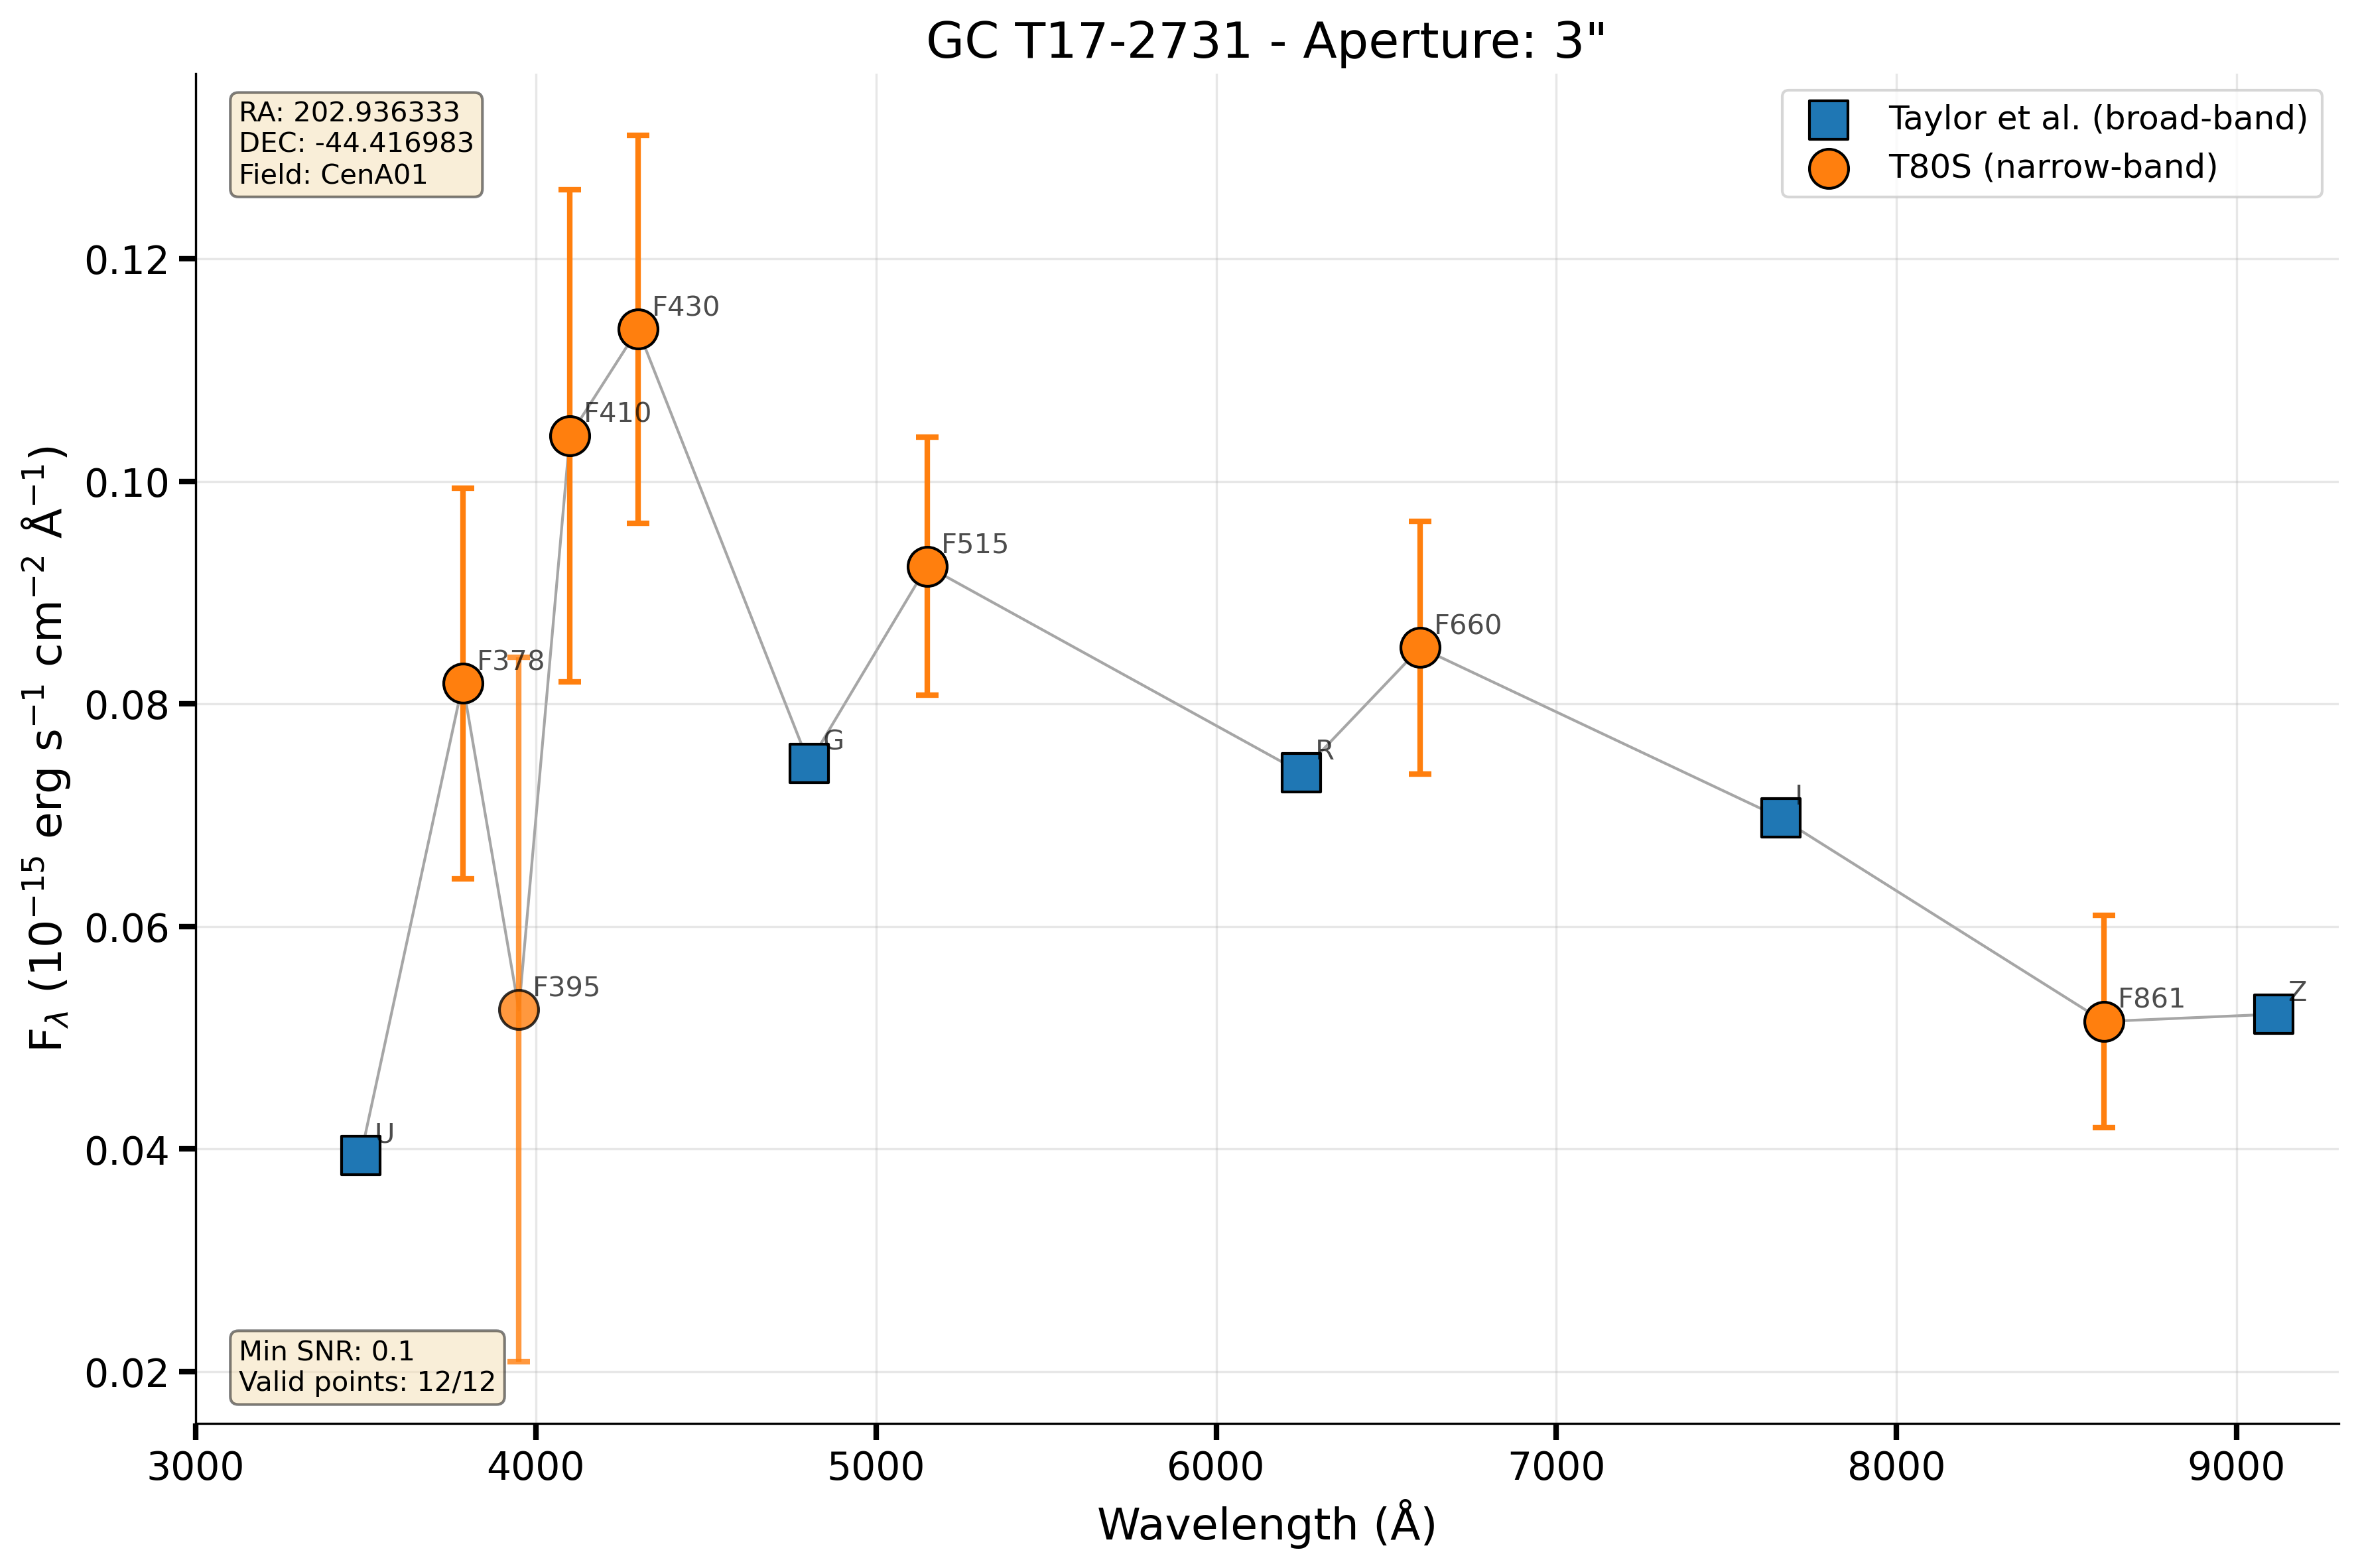 GC T17-2731 - Aperture: 3"
RA: 202.936333
DEC: -44.416983
Field: CenA01
Taylor et al. (broad-band)
T80S (narrow-band)
F430
F410
F515
F378
F660
G
R
I
F395
F861
Z
U
Min SNR: 0.1
Valid points: 12/12
0.12
0.10
0.08
0.06
0.04
0.02
F$_{λ}$ (10$^{−15}$ erg s$^{−1}$ cm$^{−2}$ Å$^{−1}$)
3000 4000 5000 6000 7000 8000 9000
Wavelength (Å)